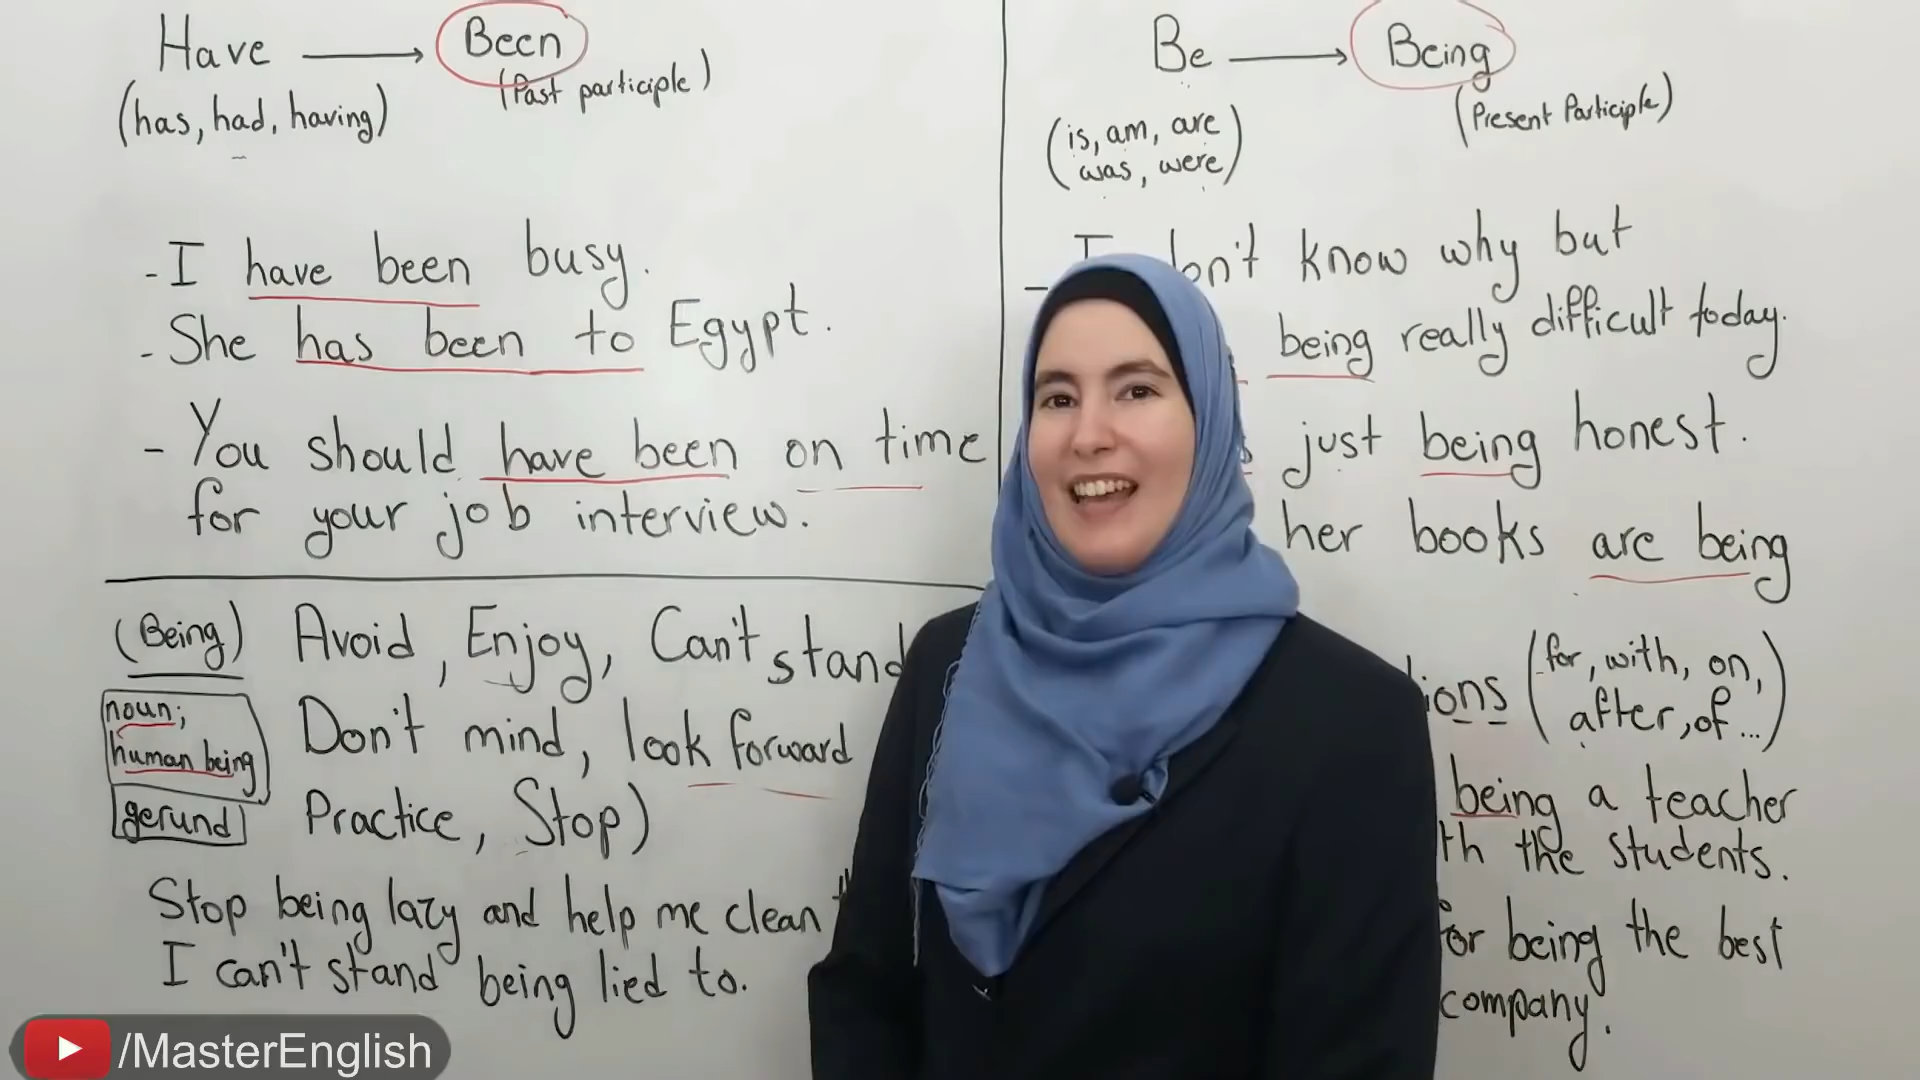 Have → Been
(Past participle)
(has, had, having)
- I have been busy.
- She has been to Egypt.
- You should have been on time
for your job interview.
(Being) Avoid, Enjoy, Can't stand
noun;
human being
gerund
Don't mind, look forward
Practice, Stop)
Stop being lazy and help me clean
I can't stand being lied to.
Be → Being
(Present Participle)
(is, am, are
was, were)
- I don't know why but
being really difficult today.
just being honest.
her books are being
(for, with, on,
after, of...)
being a teacher
the students.
being the best
company.
/MasterEnglish